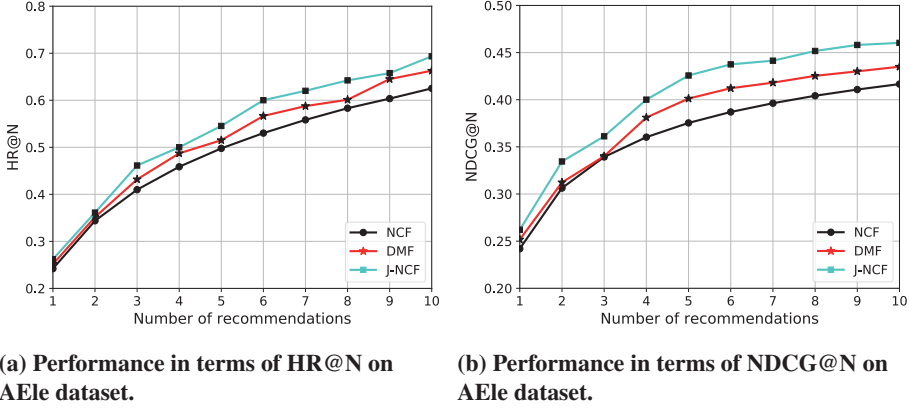 0.8
0.7
0.6
0.5
0.4
0.3
0.2
HR@N
1 2 3 4 5 6 7 8 9 10
Number of recommendations
NCF
DMF
J-NCF
(a) Performance in terms of HR@N on
AEle dataset.
0.50
0.45
0.40
0.35
0.30
0.25
0.20
NDCG@N
1 2 3 4 5 6 7 8 9 10
Number of recommendations
NCF
DMF
J-NCF
(b) Performance in terms of NDCG@N on
AEle dataset.